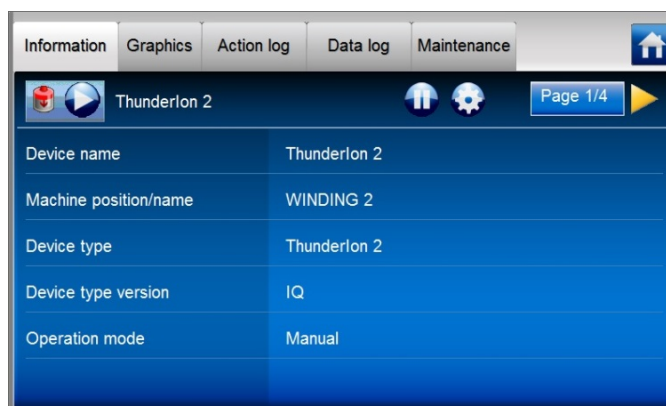 Information Graphics Action log Data log Maintenance
ThunderIon 2 Page 1/4
Device name ThunderIon 2
Machine position/name WINDING 2
Device type ThunderIon 2
Device type version IQ
Operation mode Manual